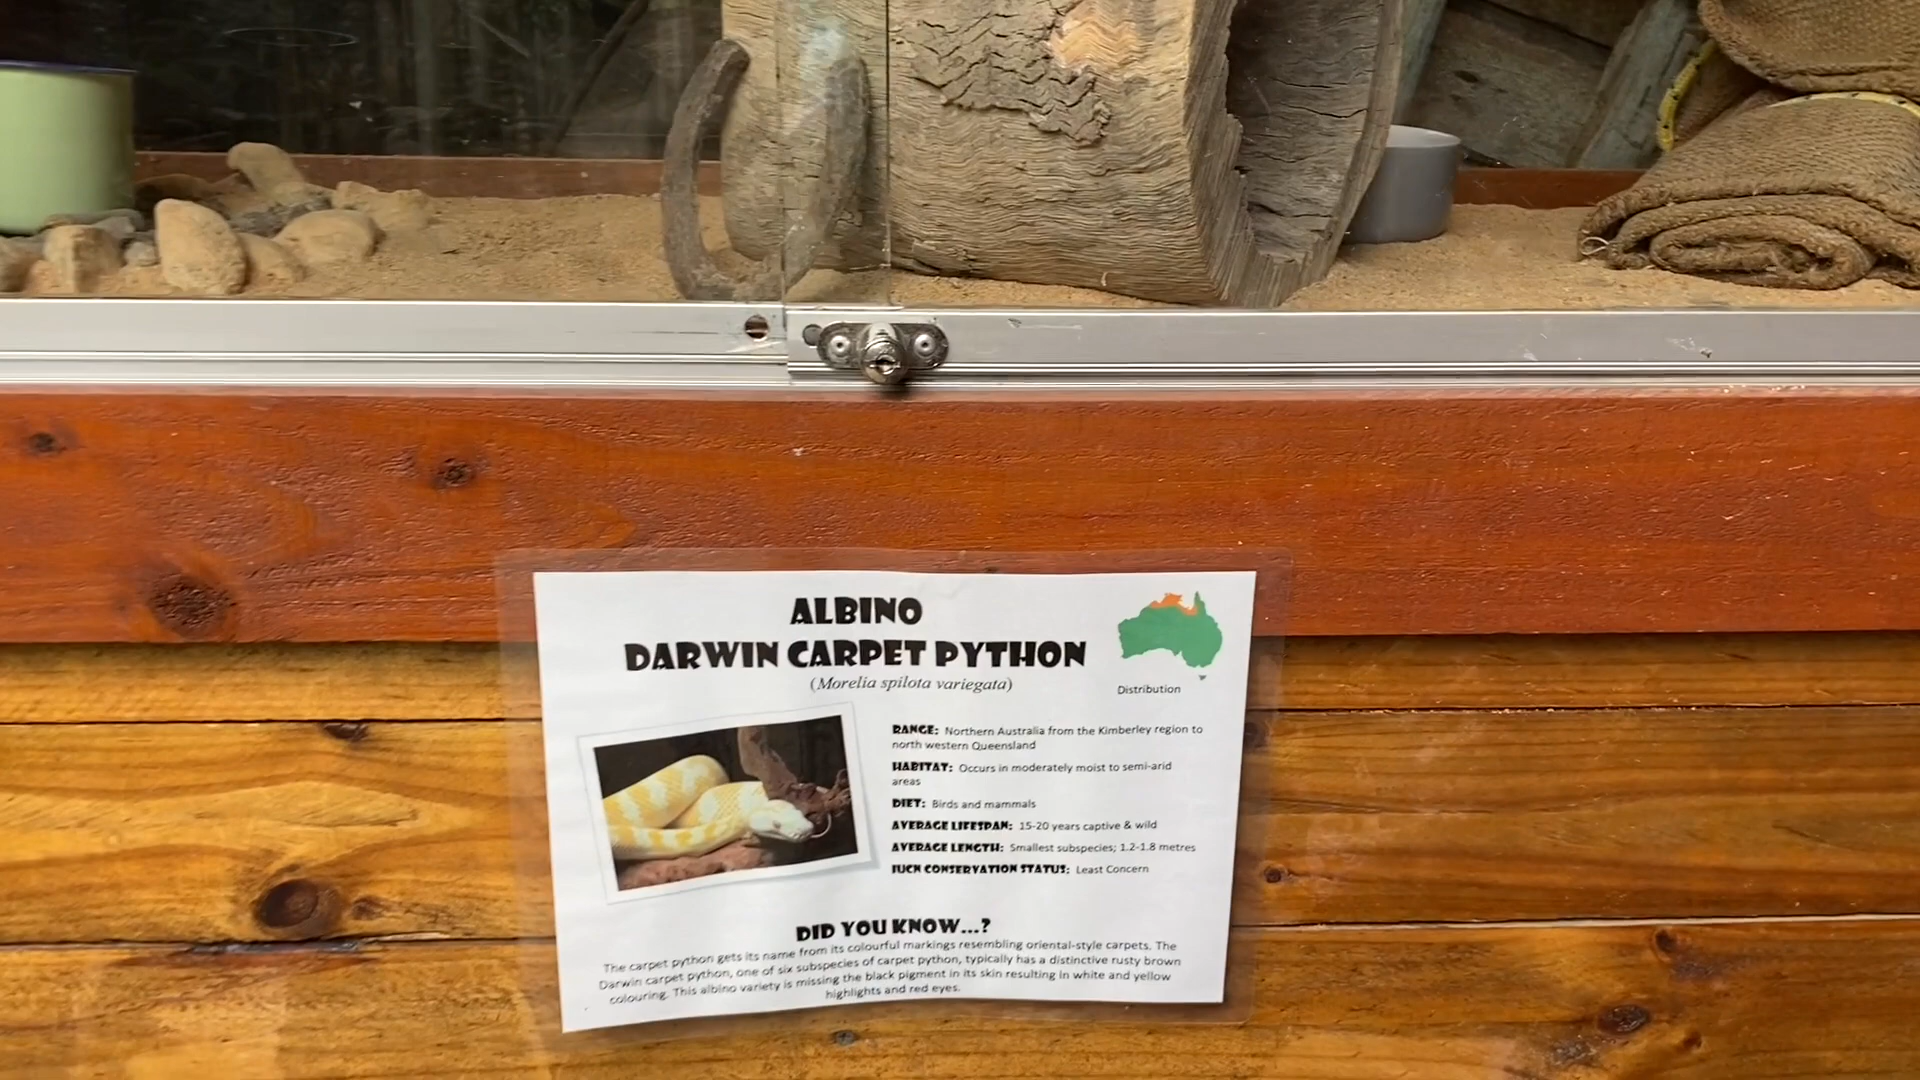 ALBINO
DARWIN CARPET PYTHON
(Morelia spilota variegata)
Distribution
RANGE: Northern Australia from the Kimberley region to
north western Queensland
HABITAT: Occurs in moderately moist to semi-arid
areas
DIET: Birds and mammals
AVERAGE LIFESPAN: 15-20 years captive & wild
AVERAGE LENGTH: Smallest subspecies; 1.2-1.8 metres
IUCN CONSERVATION STATUS: Least Concern
DID YOU KNOW...?
The carpet python gets its name from its colourful markings resembling oriental-style carpets. The
Darwin carpet python, one of six subspecies of carpet python, typically has a distinctive rusty brown
colouring. This albino variety is missing the black pigment in its skin resulting in white and yellow
highlights and red eyes.